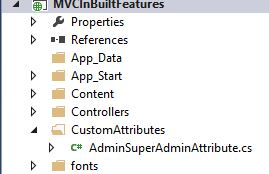 MVCInBuiltFeatures
Properties
References
App_Data
App_Start
Content
Controllers
CustomAttributes
C# AdminSuperAdminAttribute.cs
fonts